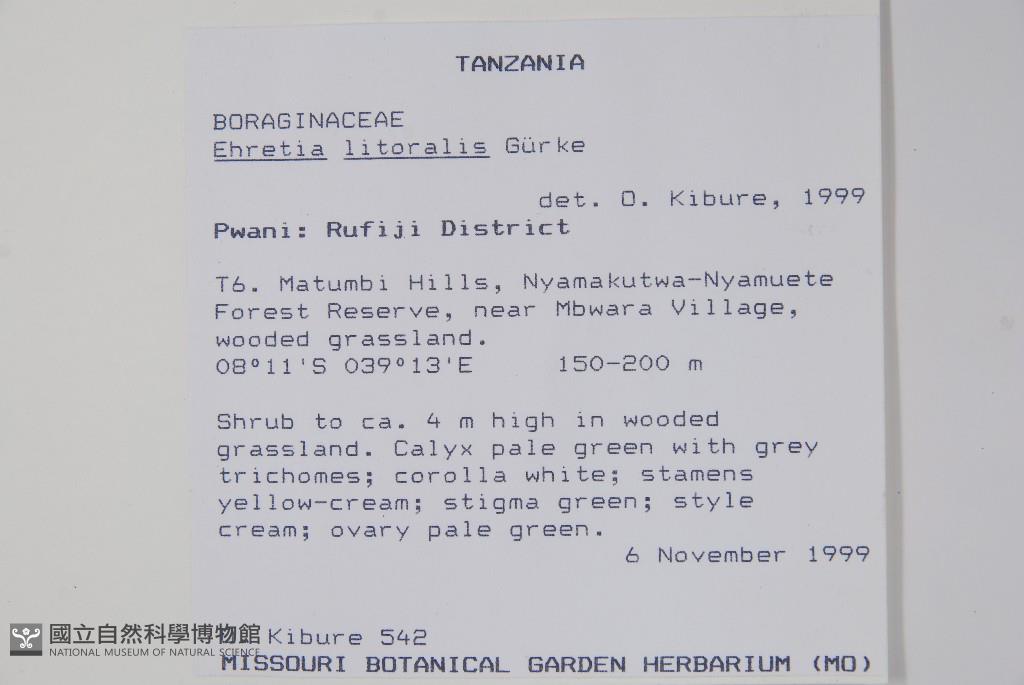 TANZANIA
BORAGINACEAE
Ehretia litoralis Gürke
det. O. Kibure, 1999
Pwani: Rufiji District
T6. Matumbi Hills, Nyamakutwa-Nyamuete
Forest Reserve, near Mbwara Village,
wooded grassland.
08°11'S 039°13'E 150-200 m
Shrub to ca. 4 m high in wooded
grassland. Calyx pale green with grey
trichomes; corolla white; stamens
yellow-cream; stigma green; style
cream; ovary pale green.
6 November 1999
Kibure 542
MISSOURI BOTANICAL GARDEN HERBARIUM (MO)
國立自然科學博物館
NATIONAL MUSEUM OF NATURAL SCIENCE